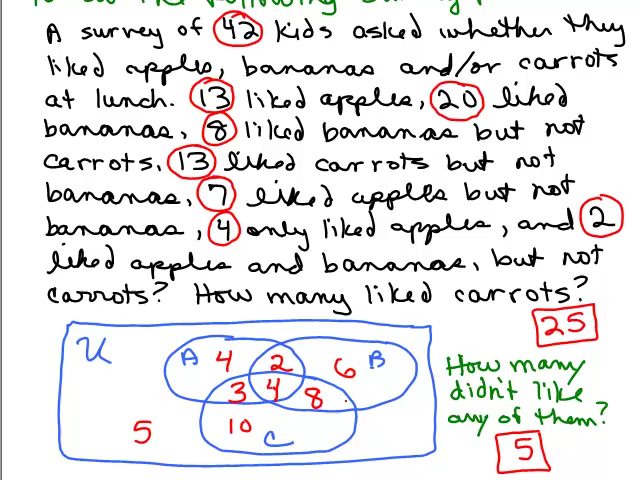 A survey of 42 kids asked whether they
liked apples, bananas and/or carrots
at lunch. 13 liked apples, 20 liked
bananas, 8 liked bananas but not
carrots, 13 liked carrots but not
bananas, 7 liked apples but not
bananas, 4 only liked apples, and 2
liked apples and bananas, but not
carrots? How many liked carrots?
25
U
A 4 2 6 B
3 4 8
5 10 C
How many
didn't like
any of them?
5